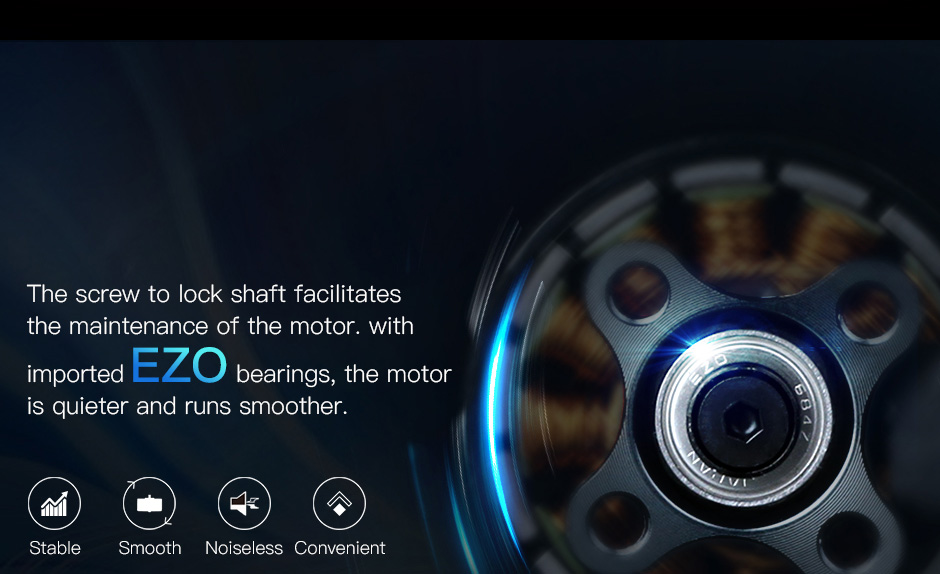 The screw to lock shaft facilitates
the maintenance of the motor. with
imported EZO bearings, the motor
is quieter and runs smoother.
Stable
Smooth
Noiseless
Convenient
EZO
684